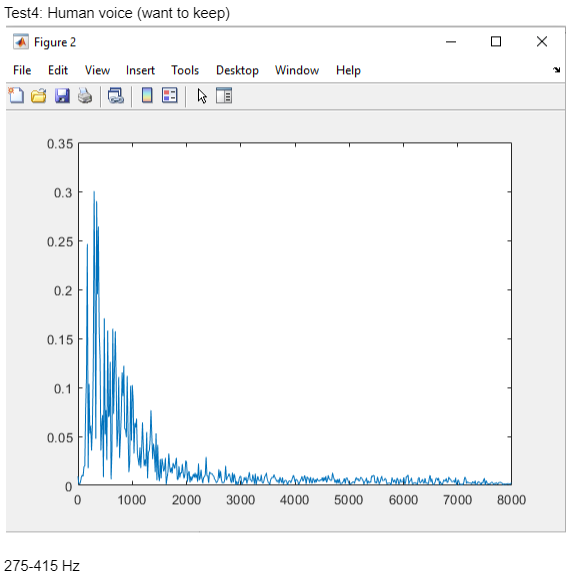 Test4: Human voice (want to keep)
Figure 2
File Edit View Insert Tools Desktop Window Help
0.35
0.3
0.25
0.2
0.15
0.1
0.05
0
0 1000 2000 3000 4000 5000 6000 7000 8000
275-415 Hz